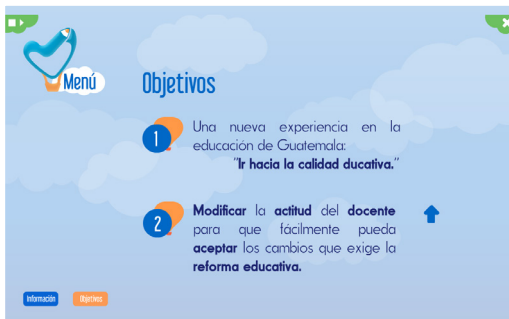 Menú
Objetivos
1
Una nueva experiencia en la
educación de Guatemala:
"Ir hacia la calidad ducativa."
2
Modificar la actitud del docente
para que fácilmente pueda
aceptar los cambios que exige la
reforma educativa.
Información
Objetivos